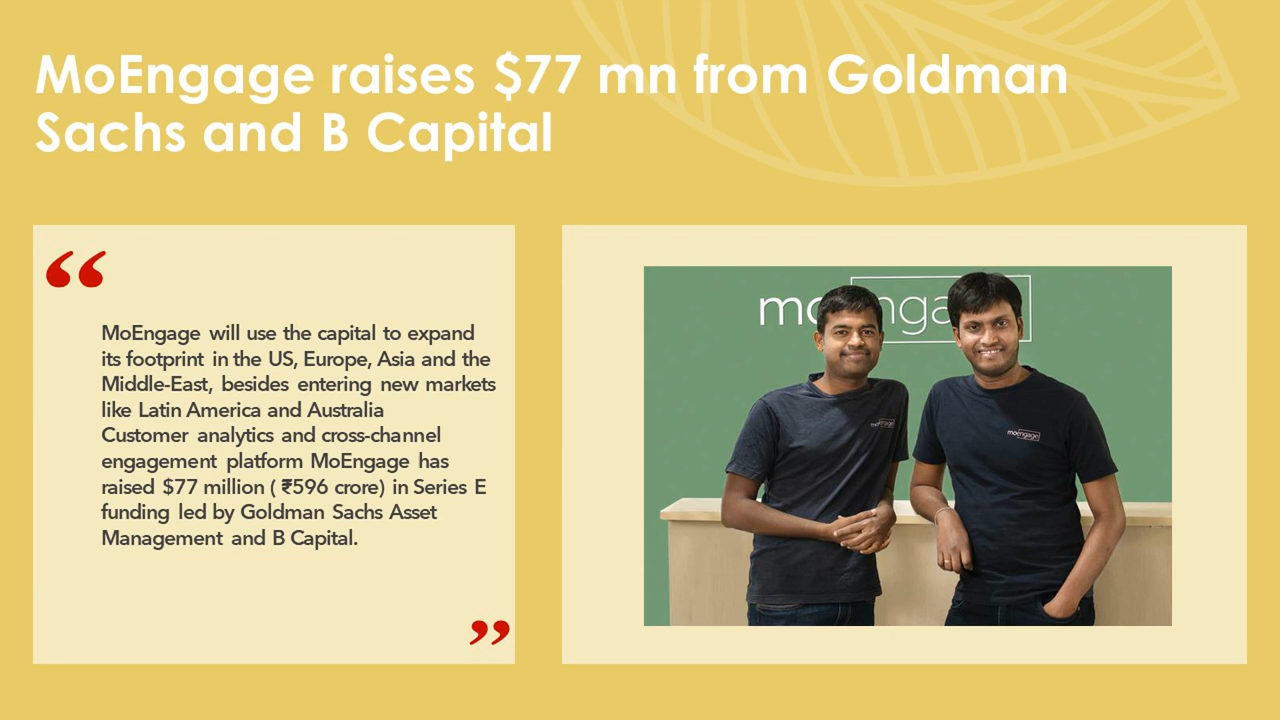 MoEngage raises $77 mn from Goldman
Sachs and B Capital
“
MoEngage will use the capital to expand
its footprint in the US, Europe, Asia and the
Middle-East, besides entering new markets
like Latin America and Australia
Customer analytics and cross-channel
engagement platform MoEngage has
raised $77 million ( ₹596 crore) in Series E
funding led by Goldman Sachs Asset
Management and B Capital.
”
moengage
moengage